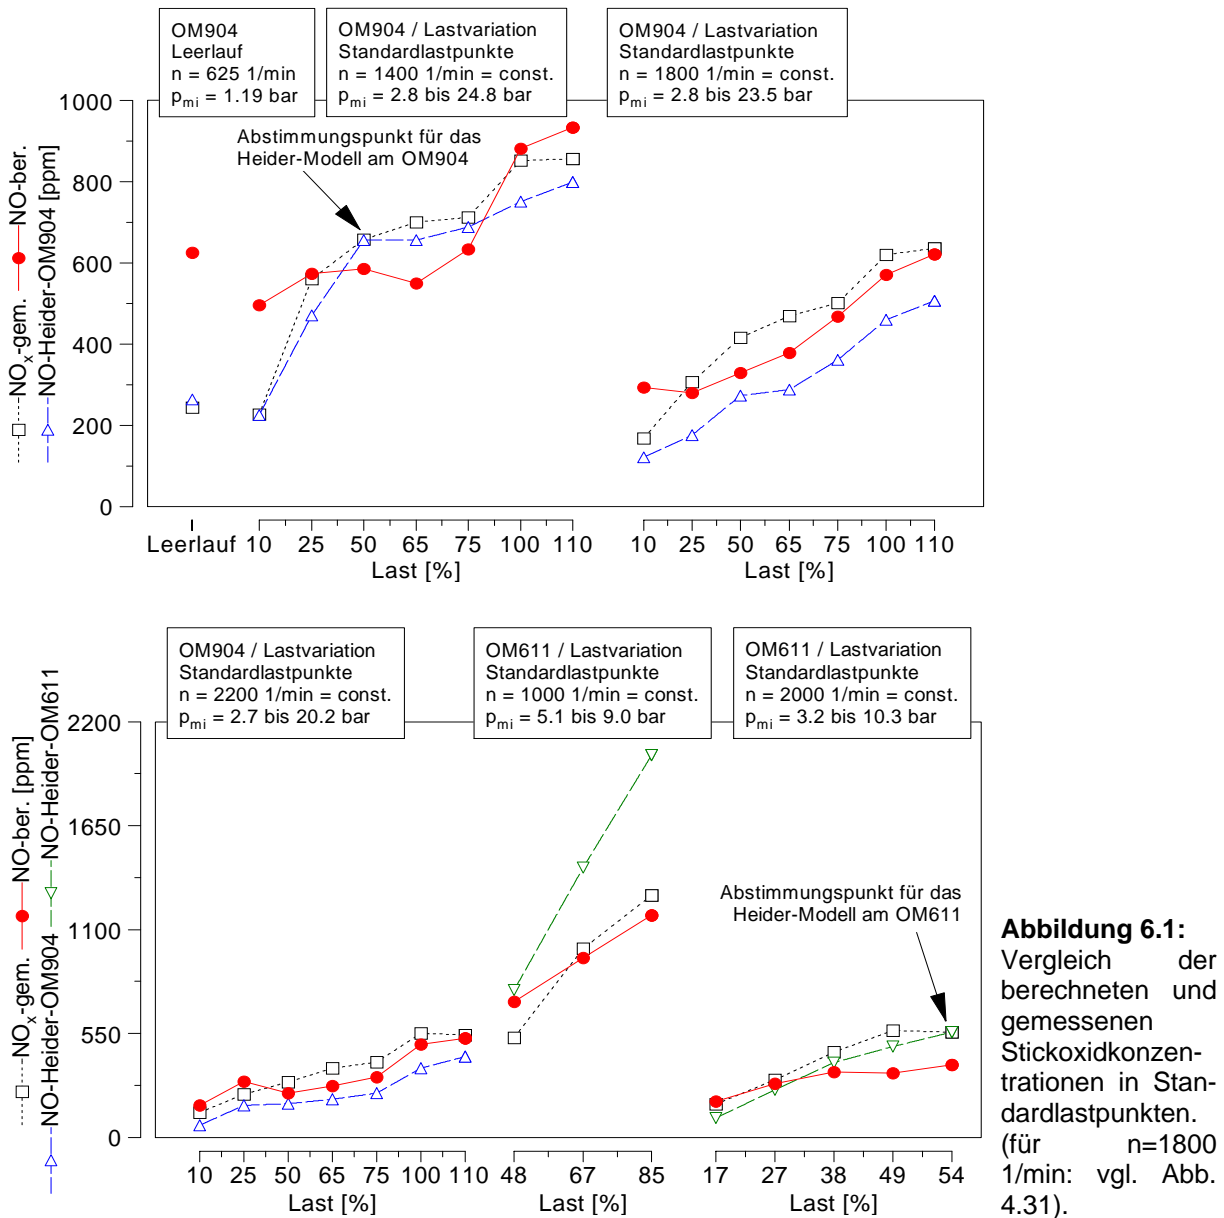 OM904
Leerlauf
n = 625 1/min
pmi = 1.19 bar
OM904 / Lastvariation
Standardlastpunkte
n = 1400 1/min = const.
pmi = 2.8 bis 24.8 bar
OM904 / Lastvariation
Standardlastpunkte
n = 1800 1/min = const.
pmi = 2.8 bis 23.5 bar
Abstimmungspunkt für das
Heider-Modell am OM904
NOx-gem. NO-ber.
NO-Heider-OM904 [ppm]
1000
800
600
400
200
0
Leerlauf 10 25 50 65 75 100 110 10 25 50 65 75 100 110
Last [%] Last [%]
OM904 / Lastvariation
Standardlastpunkte
n = 2200 1/min = const.
pmi = 2.7 bis 20.2 bar
OM611 / Lastvariation
Standardlastpunkte
n = 1000 1/min = const.
pmi = 5.1 bis 9.0 bar
OM611 / Lastvariation
Standardlastpunkte
n = 2000 1/min = const.
pmi = 3.2 bis 10.3 bar
Abstimmungspunkt für das
Heider-Modell am OM611
NOx-gem. NO-ber. [ppm]
NO-Heider-OM904 NO-Heider-OM611
2200
1650
1100
550
0
10 25 50 65 75 100 110 48 67 85 17 27 38 49 54
Last [%] Last [%] Last [%]
Abbildung 6.1:
Vergleich der
berechneten und
gemessenen
Stickoxidkonzen-
trationen in Stan-
dardlastpunkten.
(für n=1800
1/min: vgl. Abb.
4.31).